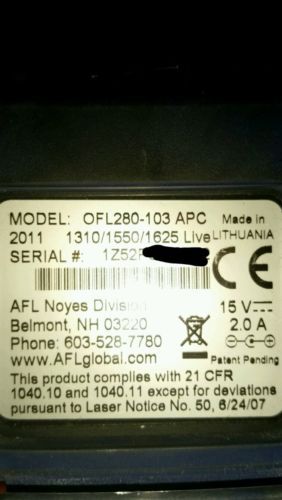 MODEL: OFL280-103 APC Made in
2011 1310/1550/1625 Live LITHUANIA
SERIAL #: 1Z52
CE
AFL Noyes Division 15 V
Belmont, NH 03220 2.0 A
Phone: 603-528-7780
www.AFLglobal.com Patent Pending
This product complies with 21 CFR
1040.10 and 1040.11 except for deviations
pursuant to Laser Notice No. 50, 6/24/07